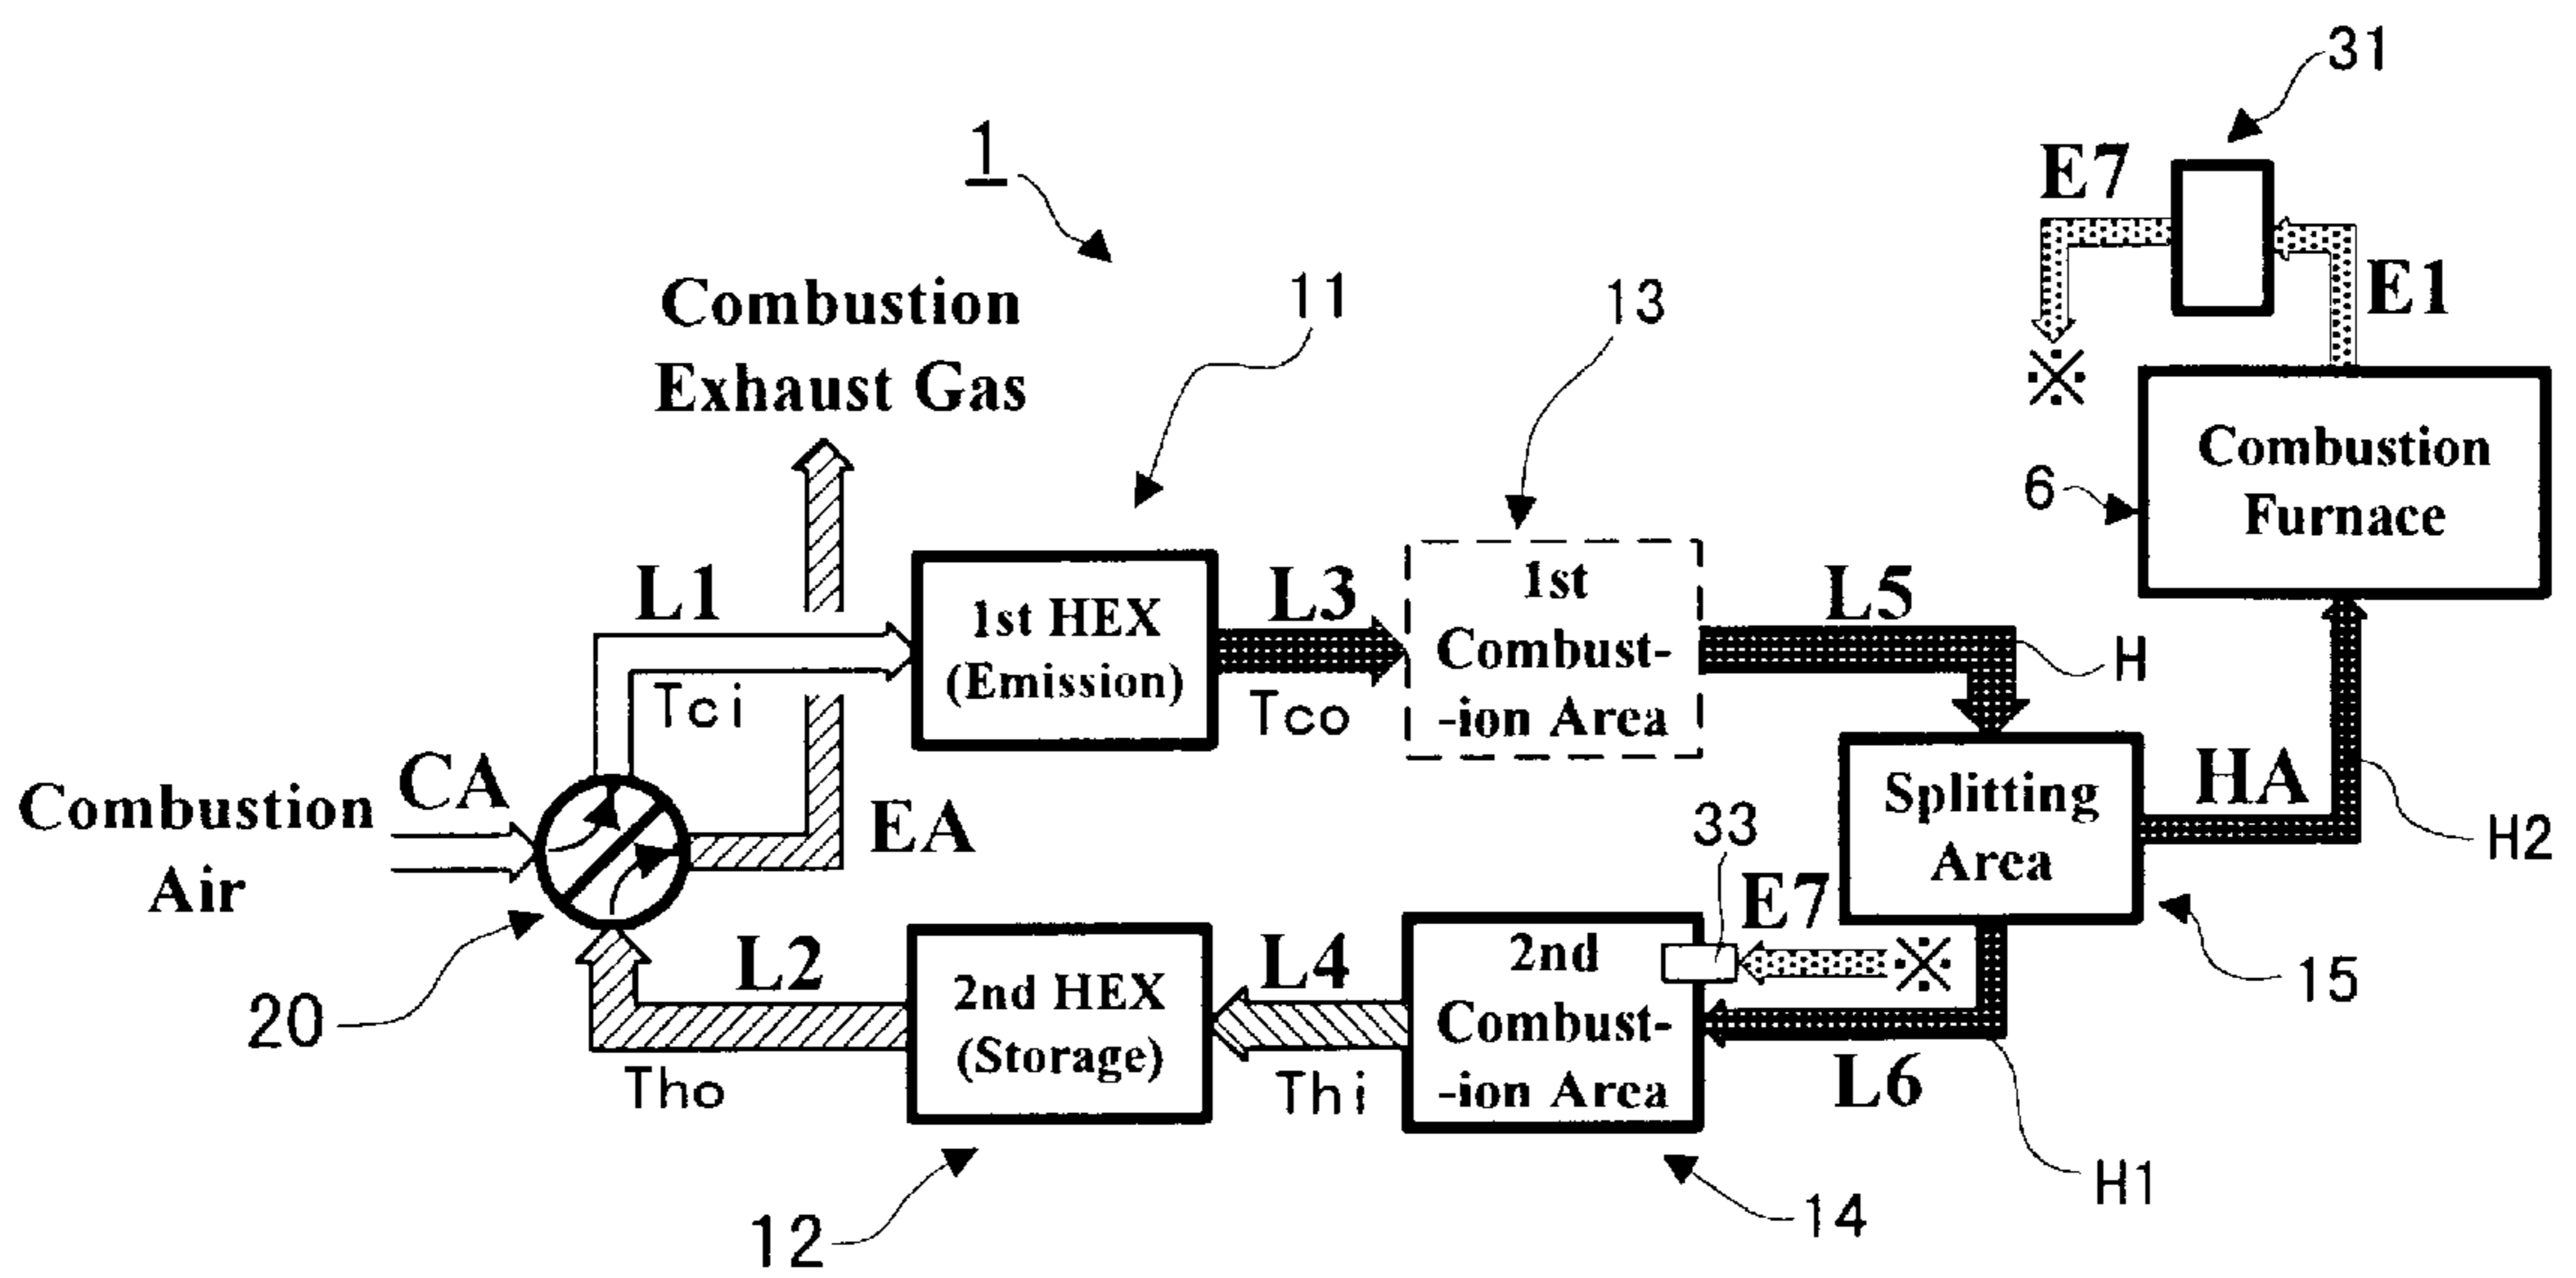 31
1
E7
E1
Combustion
Exhaust Gas
11
13
Combustion
Furnace
6
※
L1
1st HEX
(Emission)
L3
1st
Combust-
-ion Area
L5
H
Tci
Tco
CA
Combustion
Air
EA
Splitting
Area
HA
H2
33
E7
※
20
L2
2nd HEX
(Storage)
L4
2nd
Combust-
-ion Area
15
Tho
Thi
L6
12
14
H1